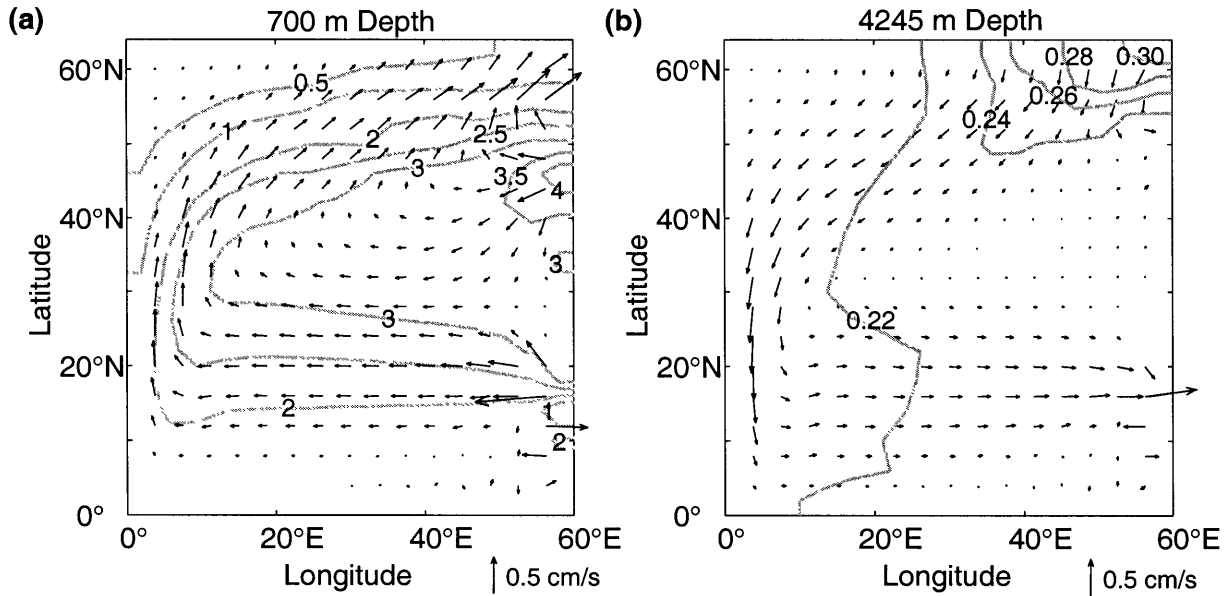 (a)
700 m Depth
60°N
40°N
20°N
0°
Latitude
0.5
1
2
2.5
3
3.5
4
3
3
2
1
2
0°
20°E
40°E
60°E
Longitude
0.5 cm/s
(b)
4245 m Depth
60°N
40°N
20°N
0°
Latitude
0.28
0.30
0.26
0.24
0.22
0°
20°E
40°E
60°E
Longitude
0.5 cm/s